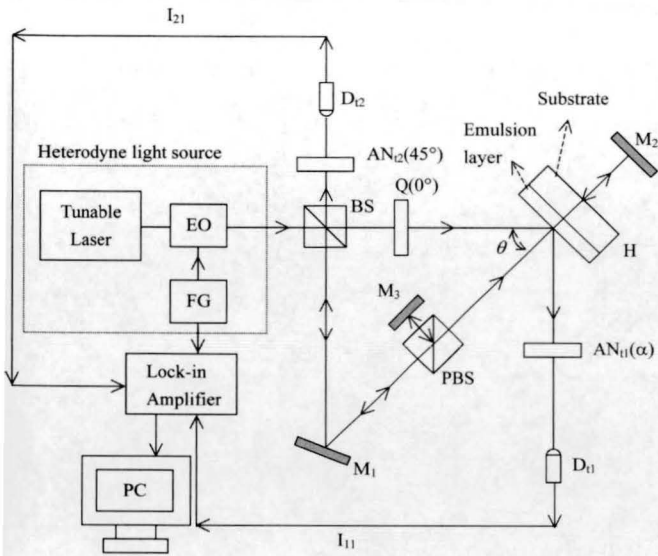 I21
Dt2
Substrate
Emulsion
layer
M2
Heterodyne light source
ANt2(45°)
Q(0°)
Tunable
Laser
EO
BS
θ
H
FG
M3
ANt1(α)
Lock-in
Amplifier
PBS
M1
Dt1
PC
I11